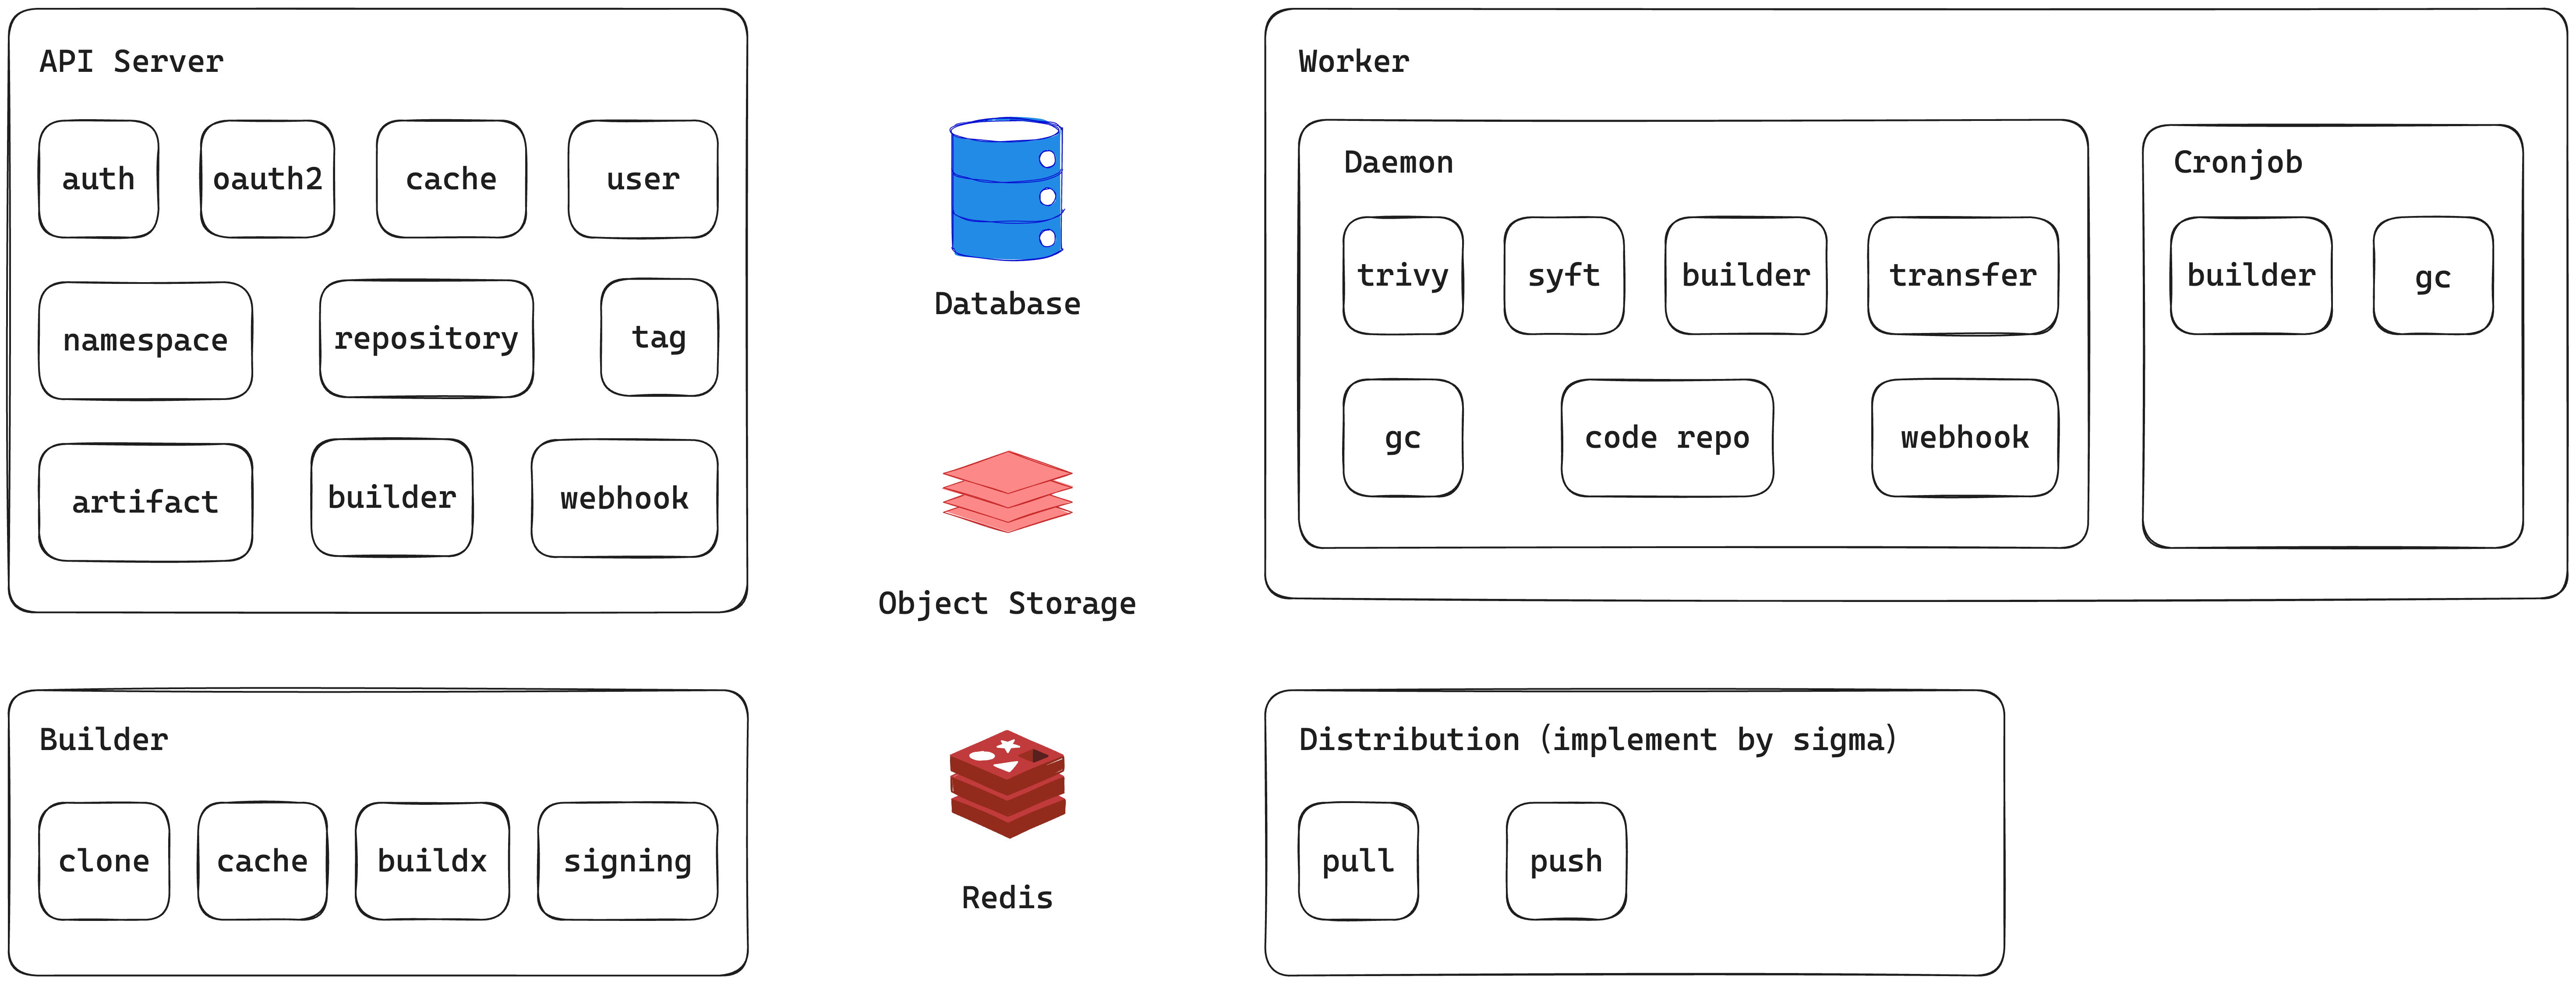 API Server
auth
oauth2
cache
user
namespace
repository
tag
artifact
builder
webhook
Database
Object Storage
Redis
Worker
Daemon
trivy
syft
builder
transfer
gc
code repo
webhook
Cronjob
builder
gc
Builder
clone
cache
buildx
signing
Distribution (implement by sigma)
pull
push